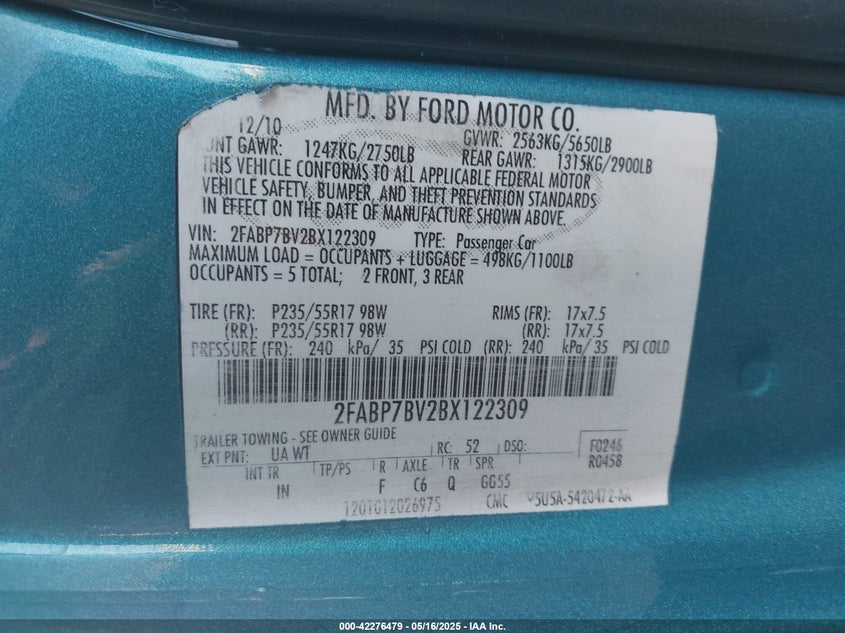 MFD. BY FORD MOTOR CO.
12/10 GVWR: 2563KG/5650LB
GAWR: 1247KG/2750LB REAR GAWR: 1315KG/2900LB
THIS VEHICLE CONFORMS TO ALL APPLICABLE FEDERAL MOTOR
VEHICLE SAFETY, BUMPER, AND THEFT PREVENTION STANDARDS
IN EFFECT ON THE DATE OF MANUFACTURE SHOWN ABOVE.
VIN: 2FABP7BV2BX122309 TYPE: Passenger Car
MAXIMUM LOAD = OCCUPANTS + LUGGAGE = 498KG/1100LB
OCCUPANTS = 5 TOTAL; 2 FRONT, 3 REAR
TIRE (FR): P235/55R17 98W RIMS (FR): 17x7.5
(RR): P235/55R17 98W (RR): 17x7.5
PRESSURE (FR): 240 kPa/ 35 PSI COLD (RR): 240 kPa/ 35 PSI COLD
2FABP7BV2BX122309
TRAILER TOWING - SEE OWNER GUIDE
EXT PNT: UA WT RC: 52 DSO: F0246
INT TR TP/PS R AXLE TR SPR R0458
IN F C6 Q GG55
1201012026975 CMC 5U5A-5420472-AA
000-42276479 - 05/16/2025 - IAA Inc.